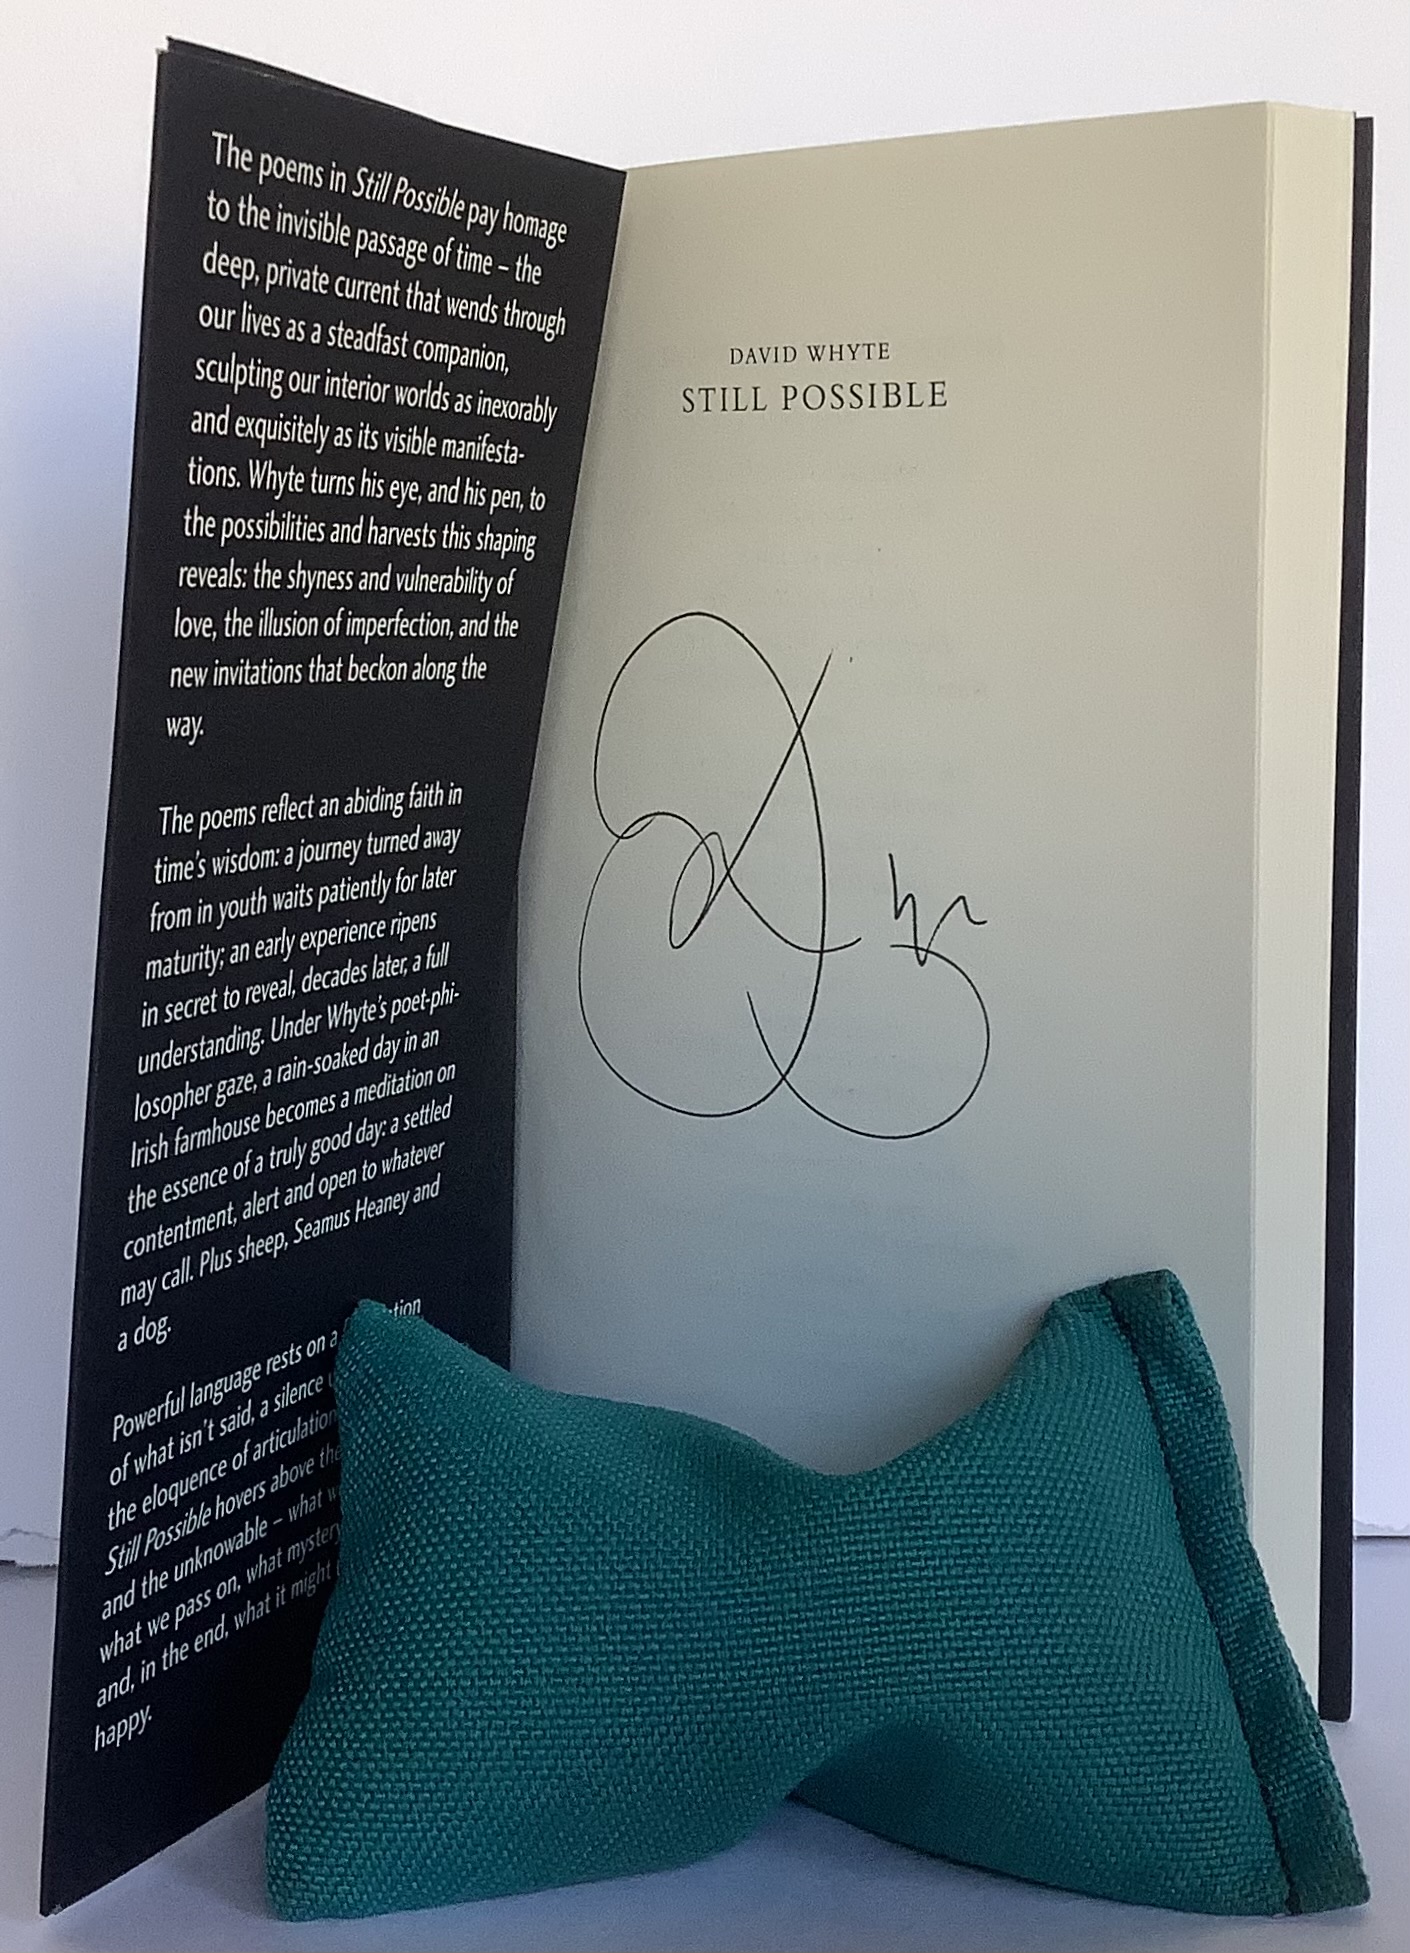 The poems in Still Possible pay homage
to the invisible passage of time – the
deep, private current that wends through
our lives as a steadfast companion,
sculpting our interior worlds as inexorably
and exquisitely as its visible manifesta-
tions. Whyte turns his eye, and his pen, to
the possibilities and harvests this shaping
reveals: the shyness and vulnerability of
love, the illusion of imperfection, and the
new invitations that beckon along the
way.
The poems reflect an abiding faith in
time's wisdom: a journey turned away
from in youth waits patiently for later
maturity; an early experience ripens
in secret to reveal, decades later, a full
understanding. Under Whyte's poet-phi-
losopher gaze, a rain-soaked day in an
Irish farmhouse becomes a meditation on
the essence of a truly good day: a settled
contentment, alert and open to whatever
may call. Plus sheep, Seamus Heaney and
a dog.
Powerful language rests on a
of what isn't said, a silence
the eloquence of articulation
Still Possible hovers above the
and the unknowable – what
what we pass on, what mystery
and, in the end, what it might
happy.
DAVID WHYTE
STILL POSSIBLE